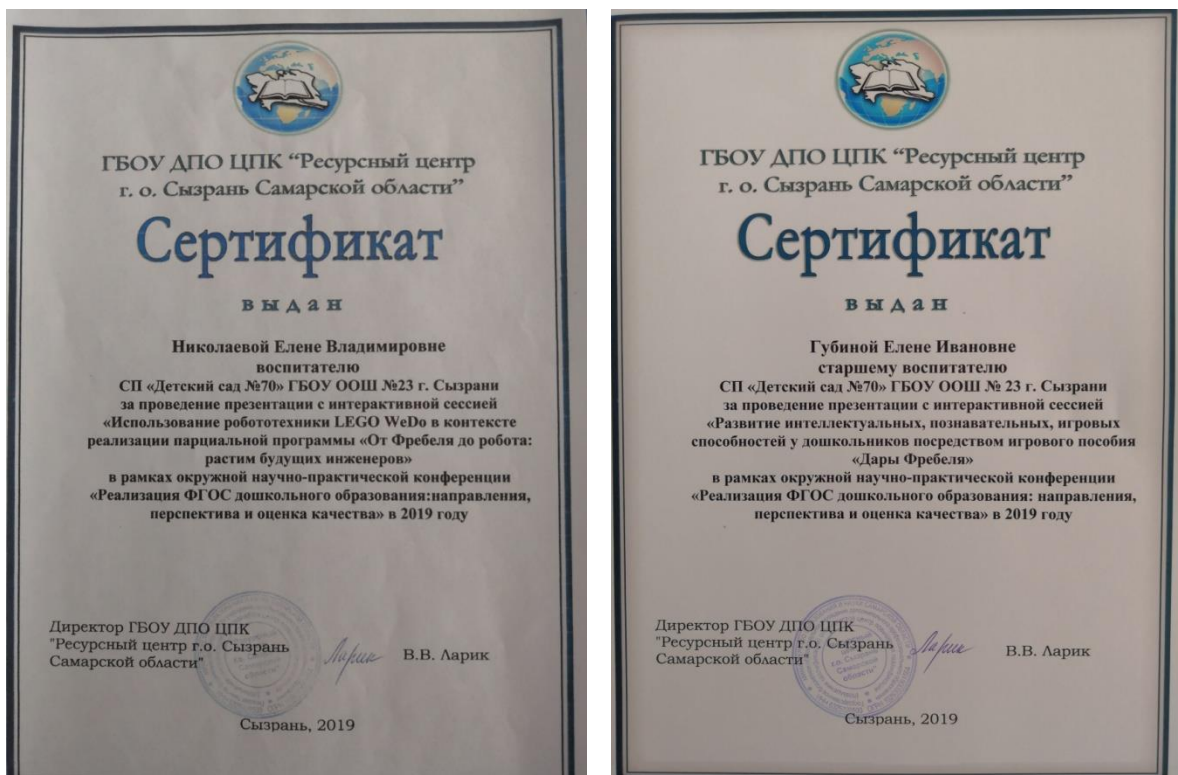 ГБОУ ДПО ЦПК “Ресурсный центр
г. о. Сызрань Самарской области”
Сертификат
выдан
Николаевой Елене Владимировне
воспитателю
СП «Детский сад №70» ГБОУ ООШ №23 г. Сызрани
за проведение презентации с интерактивной сессией
«Использование робототехники LEGO WeDo в контексте
реализации парциальной программы «От Фребеля до робота:
растим будущих инженеров»
в рамках окружной научно-практической конференции
«Реализация ФГОС дошкольного образования:направления,
перспектива и оценка качества» в 2019 году
Директор ГБОУ ДПО ЦПК
"Ресурсный центр г.о. Сызрань
Самарской области"
В.В. Ларик
Сызрань, 2019
ГБОУ ДПО ЦПК “Ресурсный центр
г. о. Сызрань Самарской области”
Сертификат
выдан
Губиной Елене Ивановне
старшему воспитателю
СП «Детский сад №70» ГБОУ ООШ № 23 г. Сызрани
за проведение презентации с интерактивной сессией
«Развитие интеллектуальных, познавательных, игровых
способностей у дошкольников посредством игрового пособия
«Дары Фребеля»
в рамках окружной научно-практической конференции
«Реализация ФГОС дошкольного образования: направления,
перспектива и оценка качества» в 2019 году
Директор ГБОУ ДПО ЦПК
"Ресурсный центр г.о. Сызрань
Самарской области"
В.В. Ларик
Сызрань, 2019